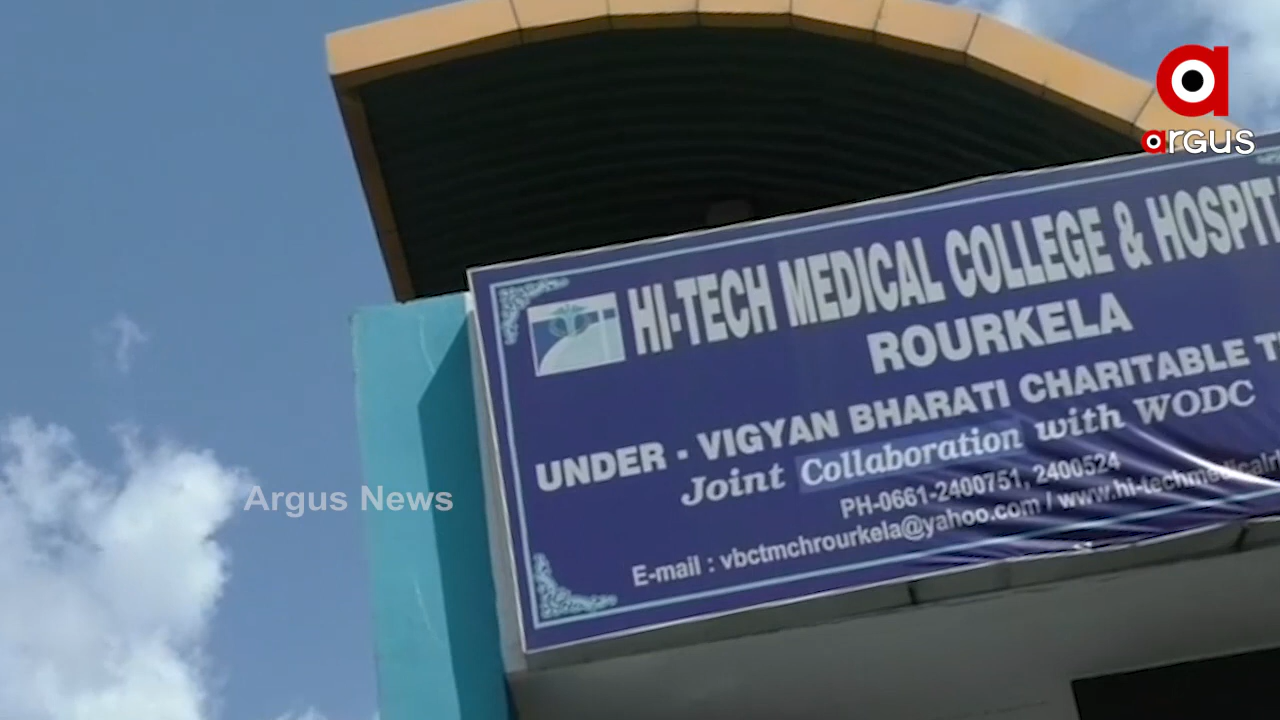 argus
HI-TECH MEDICAL COLLEGE & HOSPIT
ROURKELA
UNDER - VIGYAN BHARATI CHARITABLE T
Joint Collaboration with WODC
PH-0661-2400751, 2400524
E-mail : vbctmchrourkela@yahoo.com / www.hi-techmedicalr
Argus News